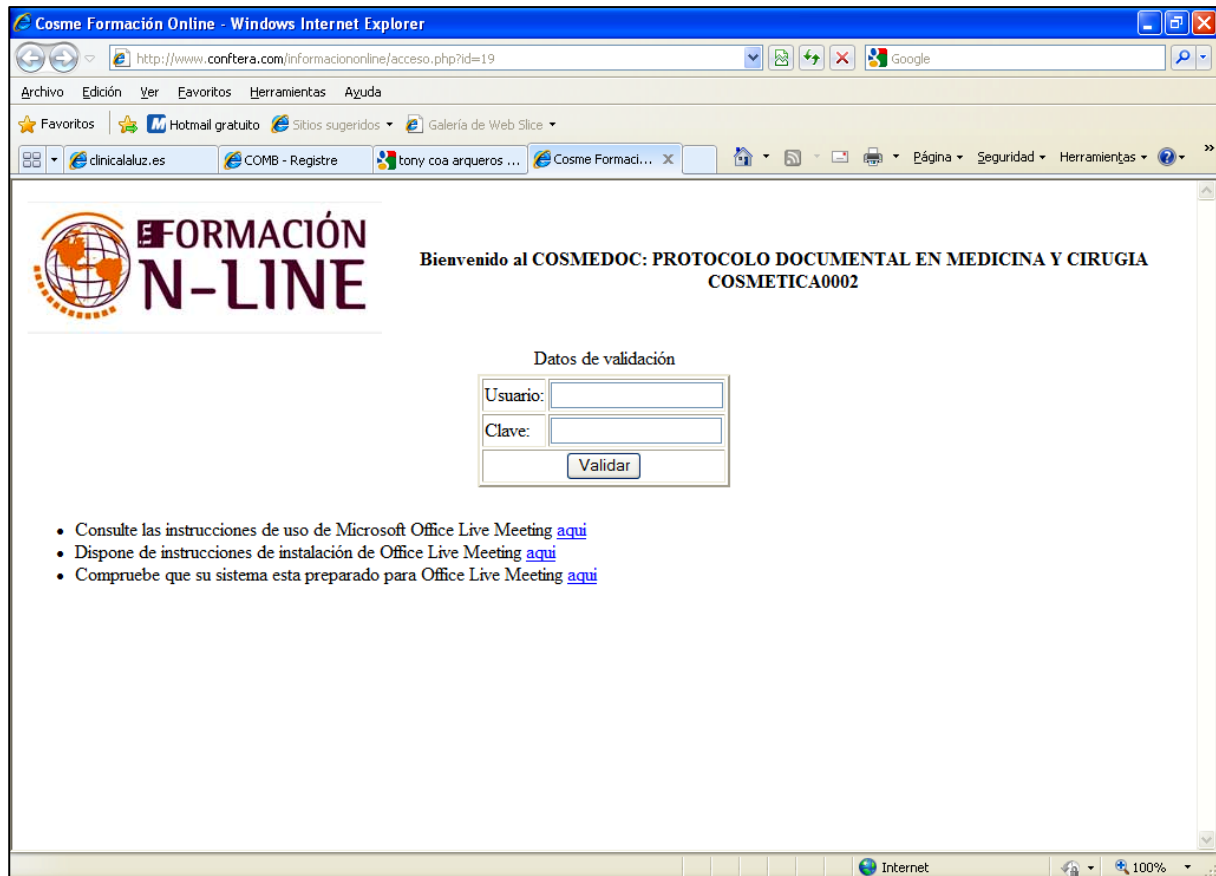 Cosme Formación Online - Windows Internet Explorer
http://www.conftera.com/informaciononline/acceso.php?id=19
Google
Archivo Edición Ver Favoritos Herramientas Ayuda
Favoritos Hotmail gratuito Sitios sugeridos Galería de Web Slice
clinicalaluz.es COMB - Registre tony coa arqueros ... Cosme Formaci... Página Seguridad Herramientas »
FORMACIÓN
N-LINE
Bienvenido al COSMEDOC: PROTOCOLO DOCUMENTAL EN MEDICINA Y CIRUGIA
COSMETICA0002
Datos de validación
Usuario:
Clave:
Validar
• Consulte las instrucciones de uso de Microsoft Office Live Meeting aqui
• Dispone de instrucciones de instalación de Office Live Meeting aqui
• Compruebe que su sistema esta preparado para Office Live Meeting aqui
Internet 100%